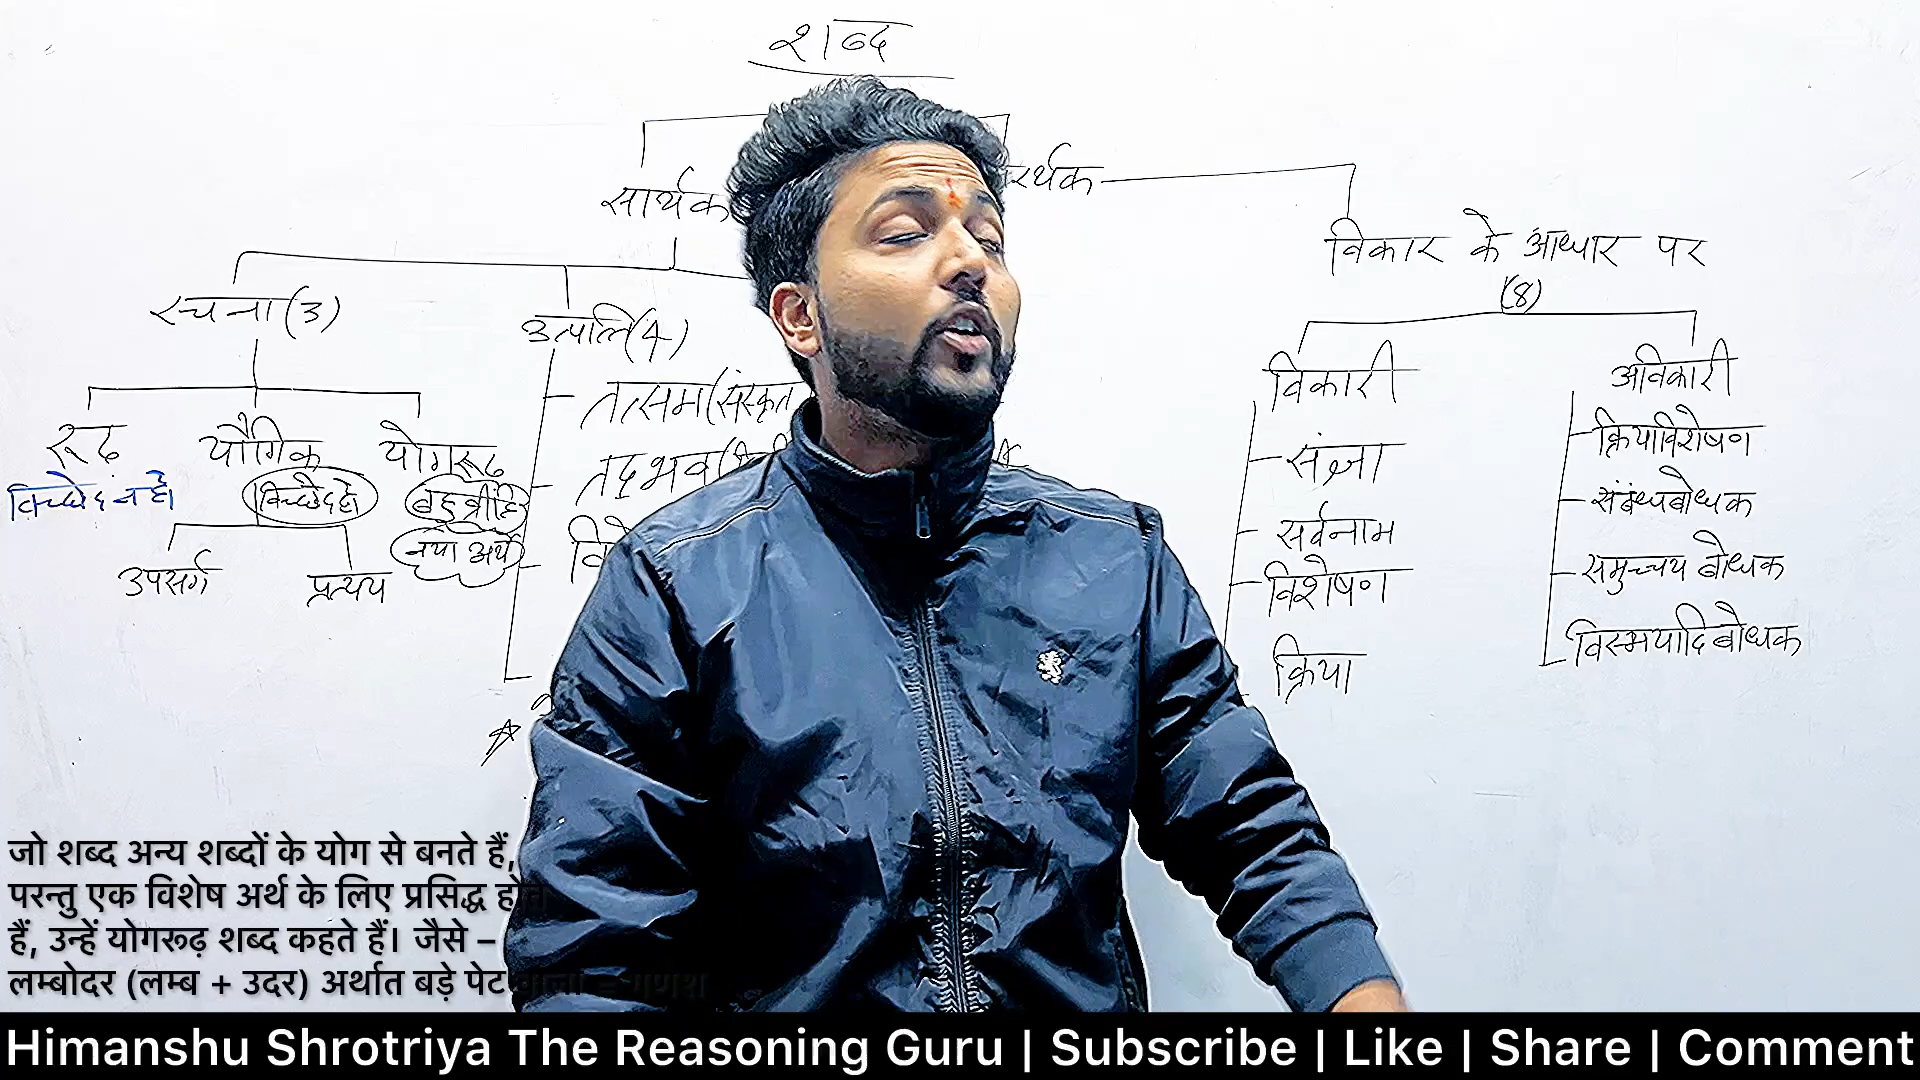 शब्द
सार्थक
रर्थक
विकार के आधार पर
(8)
रचना (3)
उत्पत्ति (4)
विकारी
अविकारी
तत्सम (संस्कृत
रूढ़
यौगिक
योगरूढ़
तद्भव
संज्ञा
क्रियाविशेषण
विच्छेद न हो
विच्छेद हो
बहुव्रीहि
नया अर्थ
सर्वनाम
संबंधबोधक
उपसर्ग
प्रत्यय
विशेषण
समुच्चय बोधक
क्रिया
विस्मयादिबोधक
जो शब्द अन्य शब्दों के योग से बनते हैं,
परन्तु एक विशेष अर्थ के लिए प्रसिद्ध होते
हैं, उन्हें योगरूढ़ शब्द कहते हैं। जैसे –
लम्बोदर (लम्ब + उदर) अर्थात बड़े पेट वाला = गणेश
Himanshu Shrotriya The Reasoning Guru | Subscribe | Like | Share | Comment